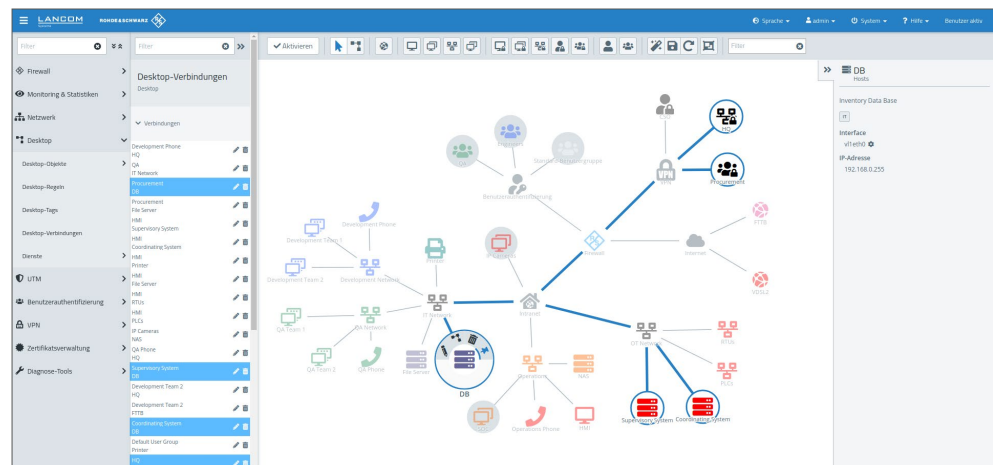 LANCOM
ROHDE&SCHWARZ
Sprache
admin
System
? Hilfe
Benutzer aktiv
Filter
Firewall
Monitoring & Statistiken
Netzwerk
Desktop
Desktop-Objekte
Desktop-Regeln
Desktop-Tags
Desktop-Verbindungen
Dienste
UTM
Benutzerauthentifizierung
VPN
Zertifikatsverwaltung
Diagnose-Tools
Filter
Desktop-Verbindungen
Desktop
Verbindungen
Development Phone
HQ
QA
IT Network
Procurement
DB
Procurement
File Server
HMI
Supervisory System
HMI
Coordinating System
HMI
Printer
HMI
File Server
HMI
RTUs
HMI
PLCs
IP Cameras
NAS
QA Phone
HQ
Supervisory System
DB
Development Team 2
HQ
Development Team 2
FTTB
Coordinating System
DB
Default User Group
Printer
HQ
Aktivieren
Filter
HQ
VPN
VPN
Procurement
Benutzerauthentifizierung
FTTB
Firewall
Internet
VDSL2
Development Phone
Development Team 1
Printer
IP Cameras
Development Team 2
Development Network
IT Network
Intranet
QA Team 1
QA Network
OT Network
RTUs
QA Team 2
QA Phone
File Server
DB
Operations
NAS
PLCs
Operations Phone
HMI
Supervisory System
Coordinating System
DB
Hosts
Inventory Data Base
IT
Interface
IP-Adresse
192.168.0.255